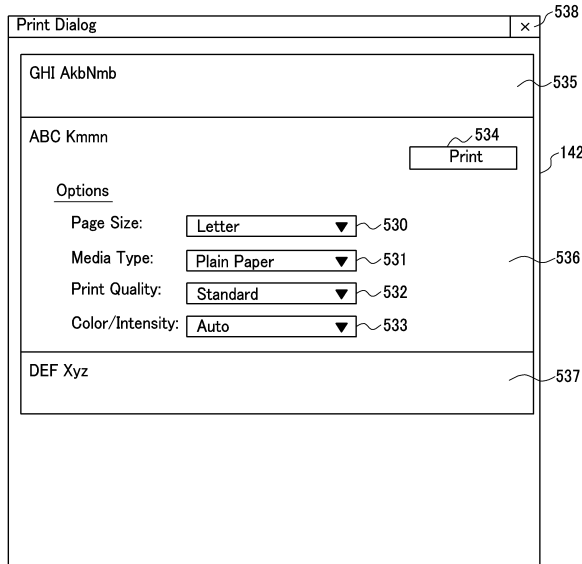 538
Print Dialog ×
GHI AkbNmb
535
ABC Kmmn
534
Print
142
Options
Page Size: Letter ▼ 530
Media Type: Plain Paper ▼ 531
536
Print Quality: Standard ▼ 532
Color/Intensity: Auto ▼ 533
DEF Xyz
537